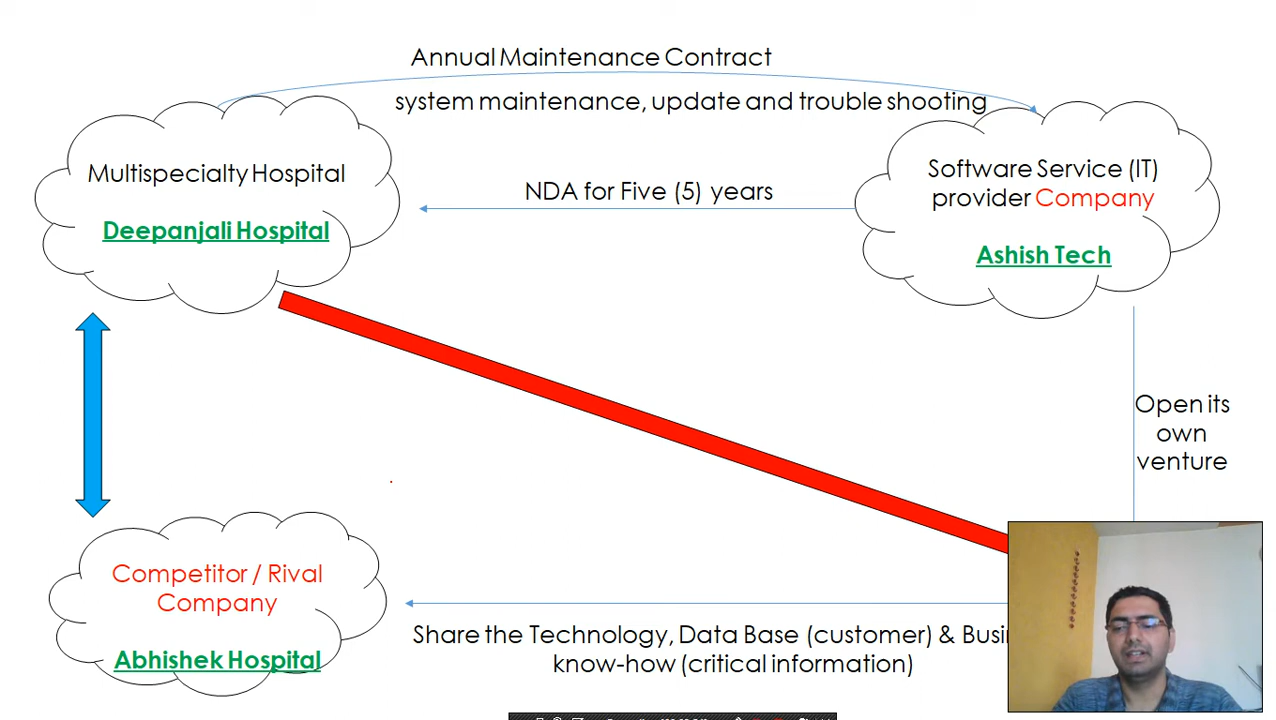 Annual Maintenance Contract
system maintenance, update and trouble shooting
Multispecialty Hospital
Deepanjali Hospital
NDA for Five (5) years
Software Service (IT)
provider Company
Ashish Tech
Open its
own
venture
Competitor / Rival
Company
Abhishek Hospital
Share the Technology, Data Base (customer) &
know-how (critical information)